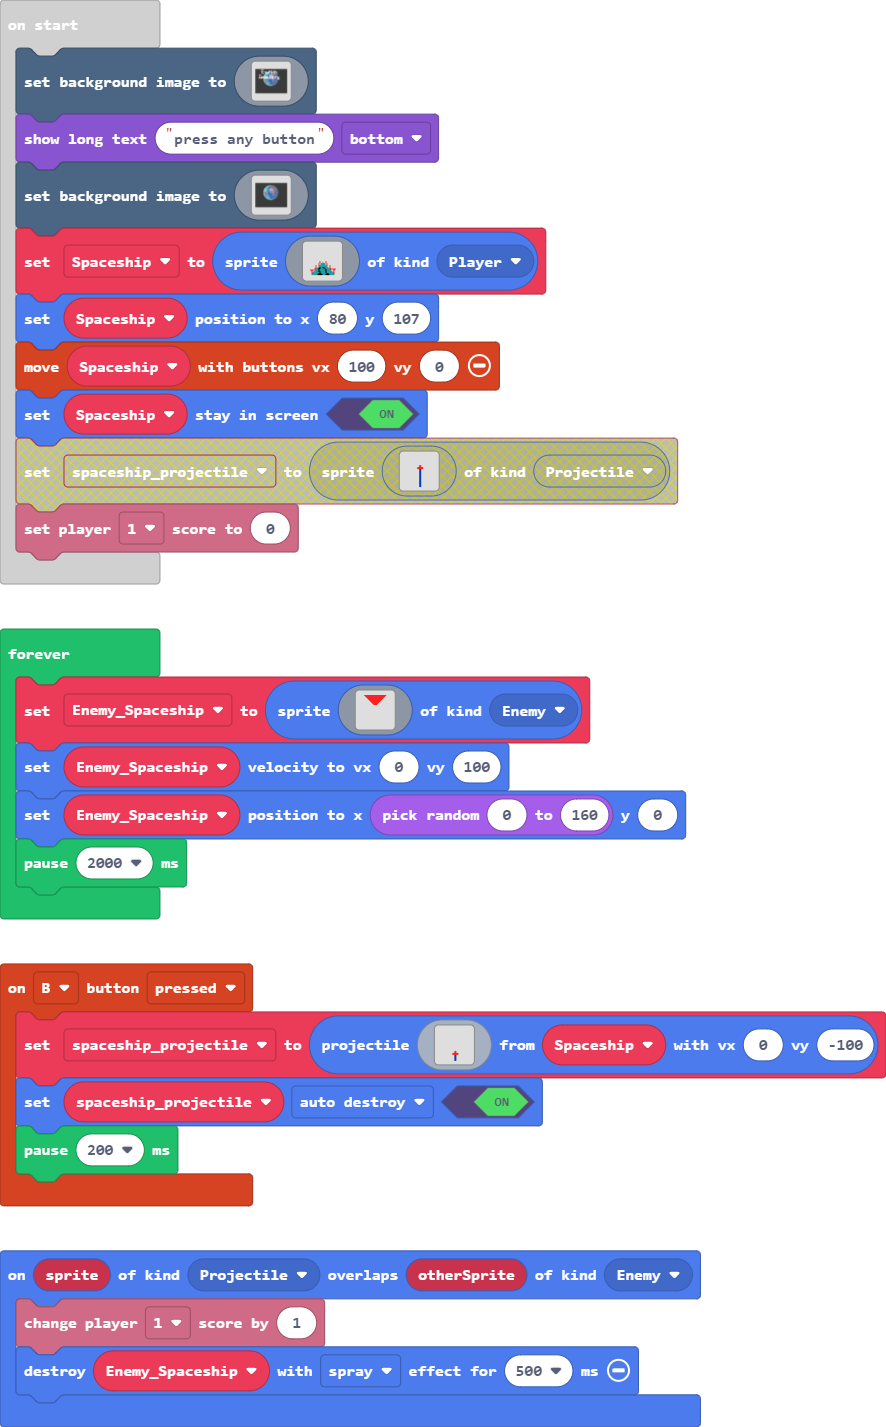 on start
set background image to
show long text "press any button" bottom
set background image to
set Spaceship to sprite of kind Player
set Spaceship position to x 80 y 107
move Spaceship with buttons vx 100 vy 0
set Spaceship stay in screen ON
set spaceship_projectile to sprite of kind Projectile
set player 1 score to 0
forever
set Enemy_Spaceship to sprite of kind Enemy
set Enemy_Spaceship velocity to vx 0 vy 100
set Enemy_Spaceship position to x pick random 0 to 160 y 0
pause 2000 ms
on B button pressed
set spaceship_projectile to projectile from Spaceship with vx 0 vy -100
set spaceship_projectile auto destroy ON
pause 200 ms
on sprite of kind Projectile overlaps otherSprite of kind Enemy
change player 1 score by 1
destroy Enemy_Spaceship with spray effect for 500 ms